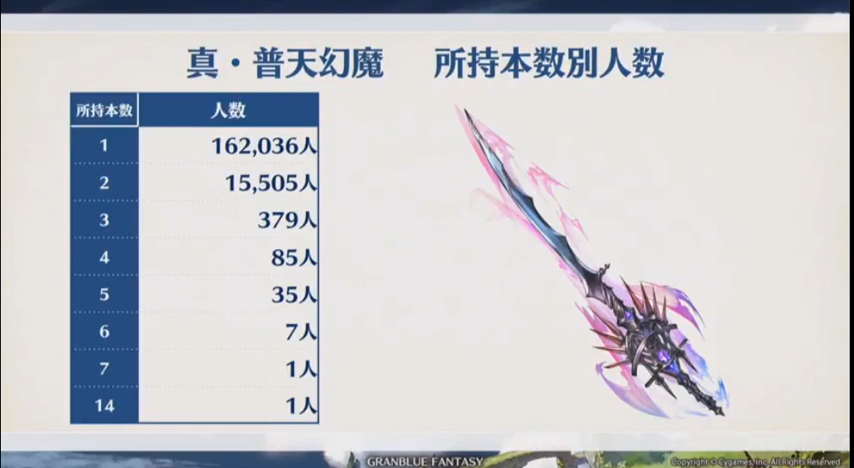 真・普天幻魔 所持本数別人数
所持本数 人数
1 162,036人
2 15,505人
3 379人
4 85人
5 35人
6 7人
7 1人
14 1人
GRANBLUE FANTASY
Copyright © Cygames, Inc. All Rights Reserved.